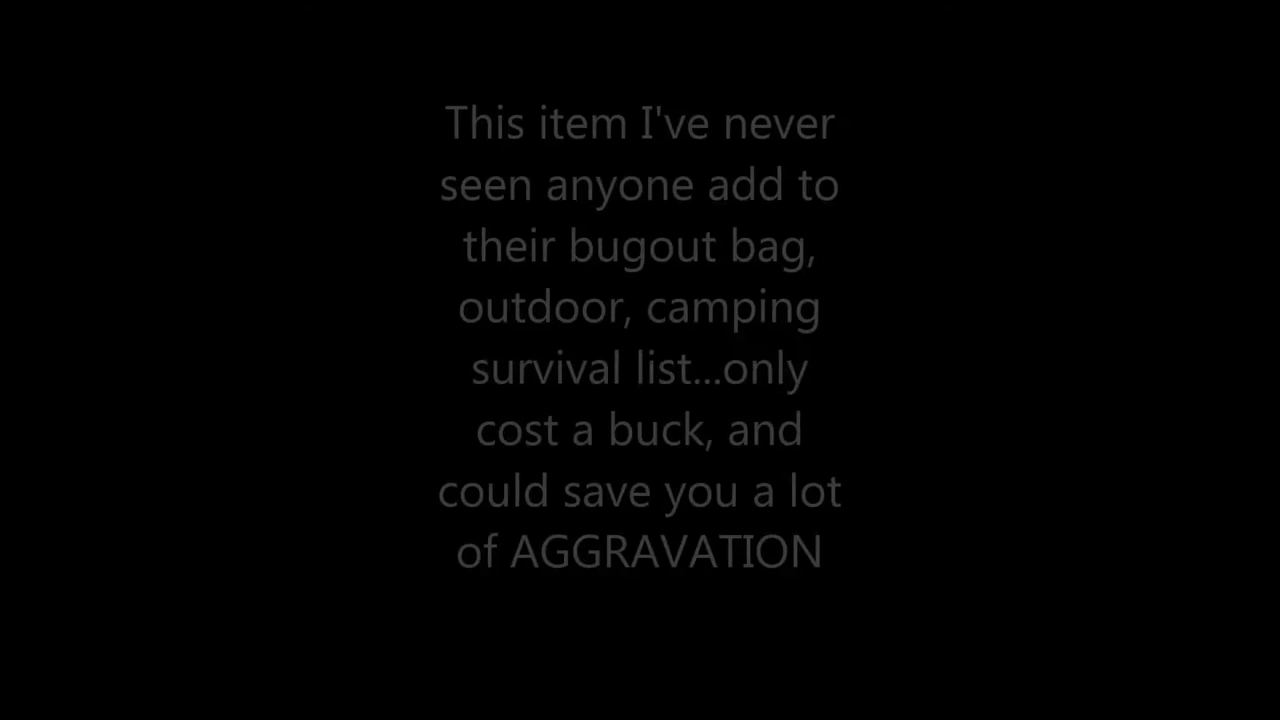 This item I've never
seen anyone add to
their bugout bag,
outdoor, camping
survival list...only
cost a buck, and
could save you a lot
of AGGRAVATION